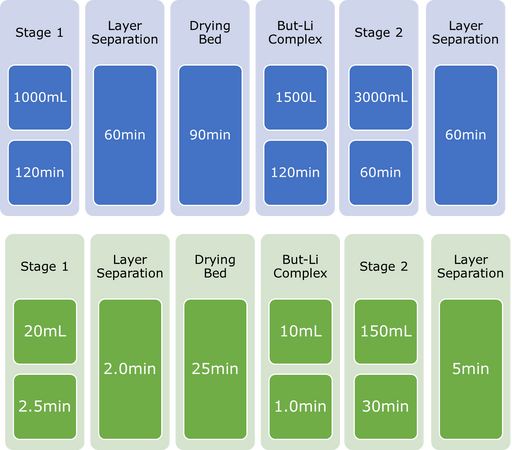 Stage 1
Layer
Separation
Drying
Bed
But-Li
Complex
Stage 2
Layer
Separation
1000mL
120min
60min
90min
1500L
120min
3000mL
60min
60min
Stage 1
Layer
Separation
Drying
Bed
But-Li
Complex
Stage 2
Layer
Separation
20mL
2.5min
2.0min
25min
10mL
1.0min
150mL
30min
5min